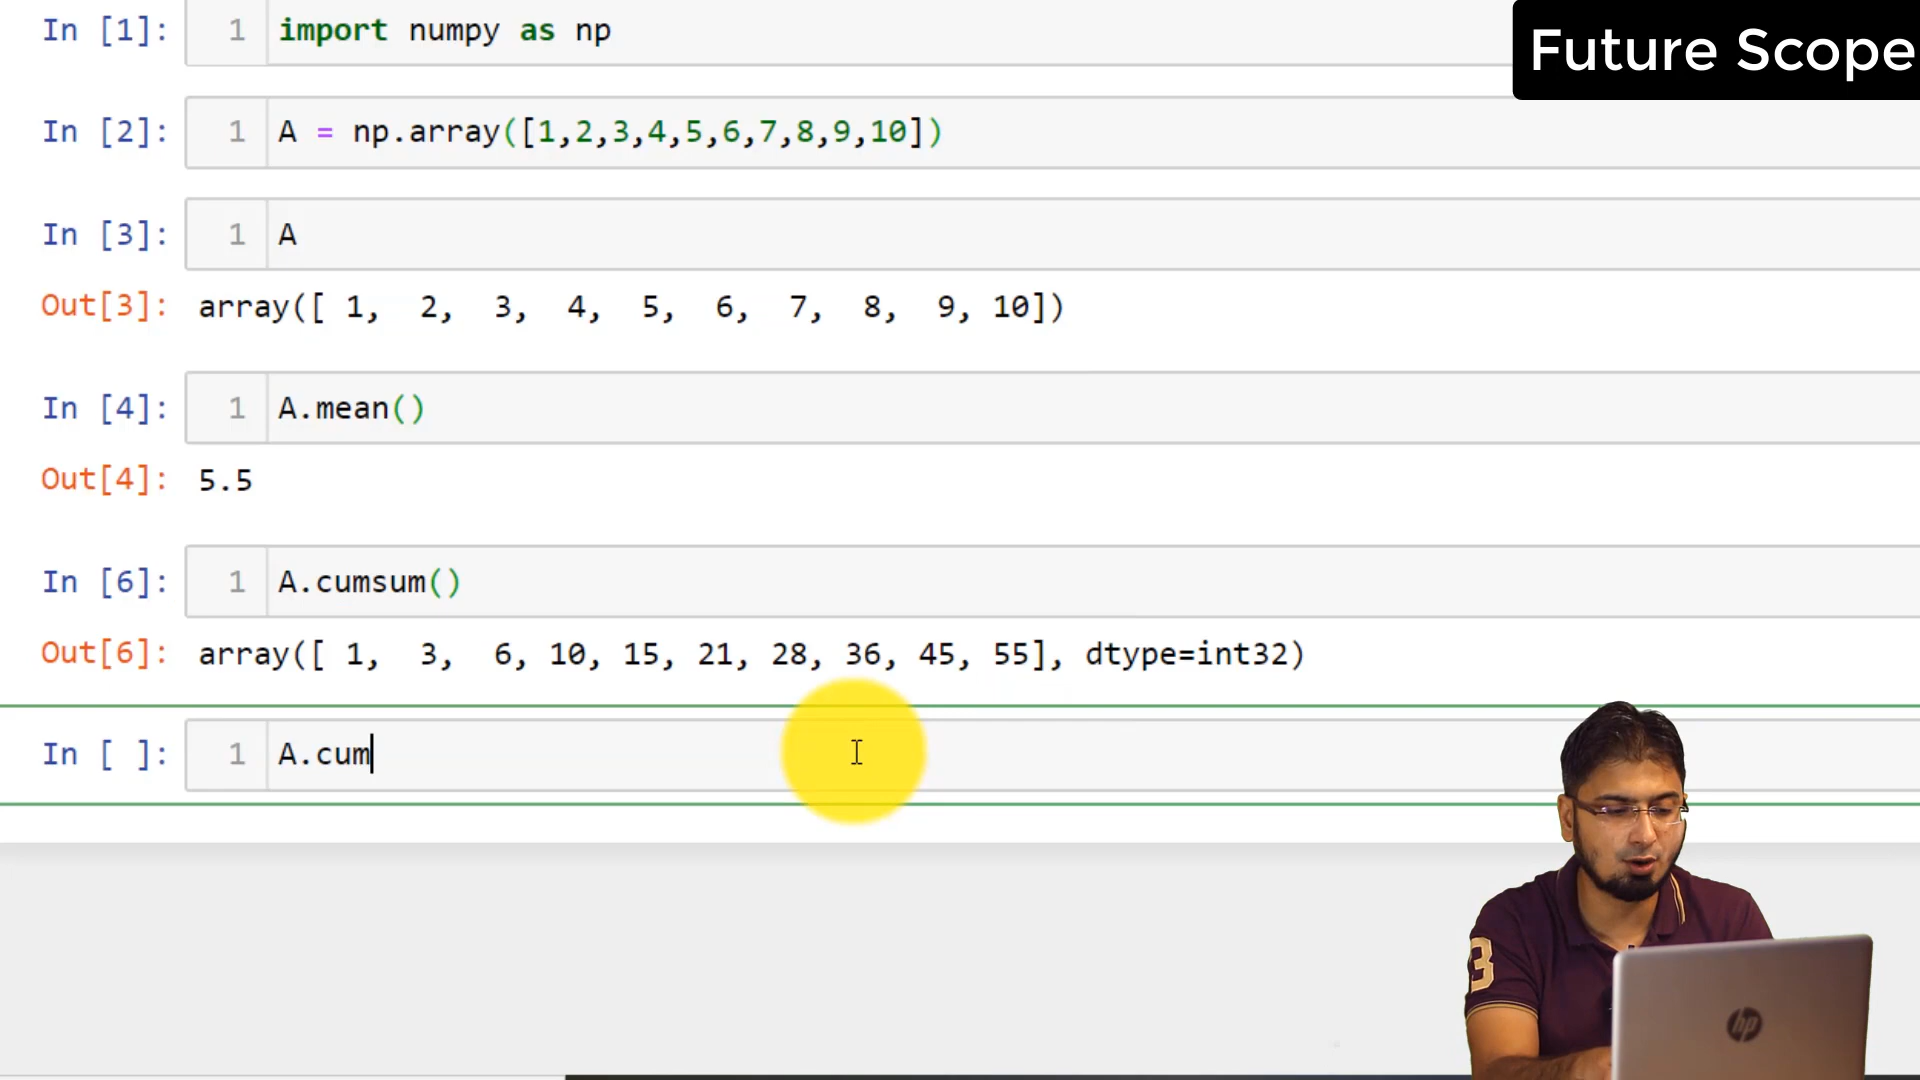 In [1]: 1 import numpy as np
Future Scope
In [2]: 1 A = np.array([1,2,3,4,5,6,7,8,9,10])
In [3]: 1 A
Out[3]: array([ 1, 2, 3, 4, 5, 6, 7, 8, 9, 10])
In [4]: 1 A.mean()
Out[4]: 5.5
In [6]: 1 A.cumsum()
Out[6]: array([ 1, 3, 6, 10, 15, 21, 28, 36, 45, 55], dtype=int32)
In [ ]: 1 A.cum
3
hp